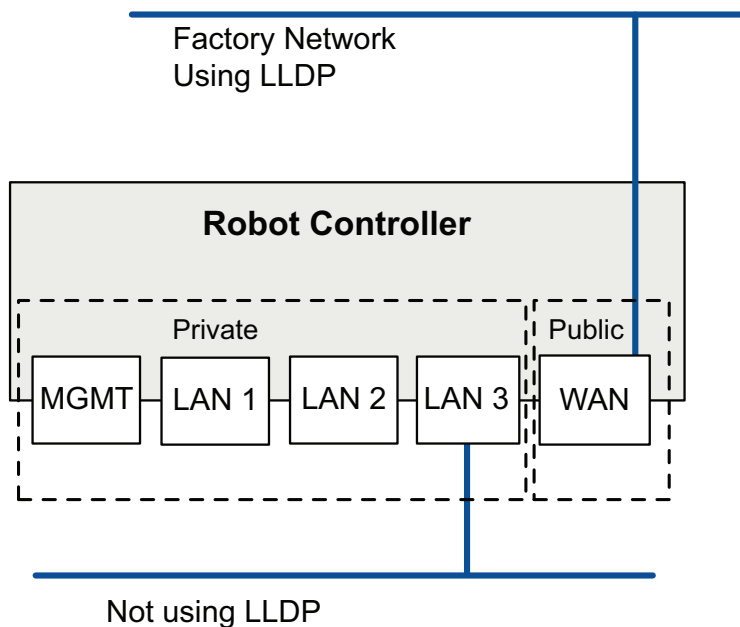 Factory Network
Using LLDP
Robot Controller
Private
Public
MGMT
LAN 1
LAN 2
LAN 3
WAN
Not using LLDP